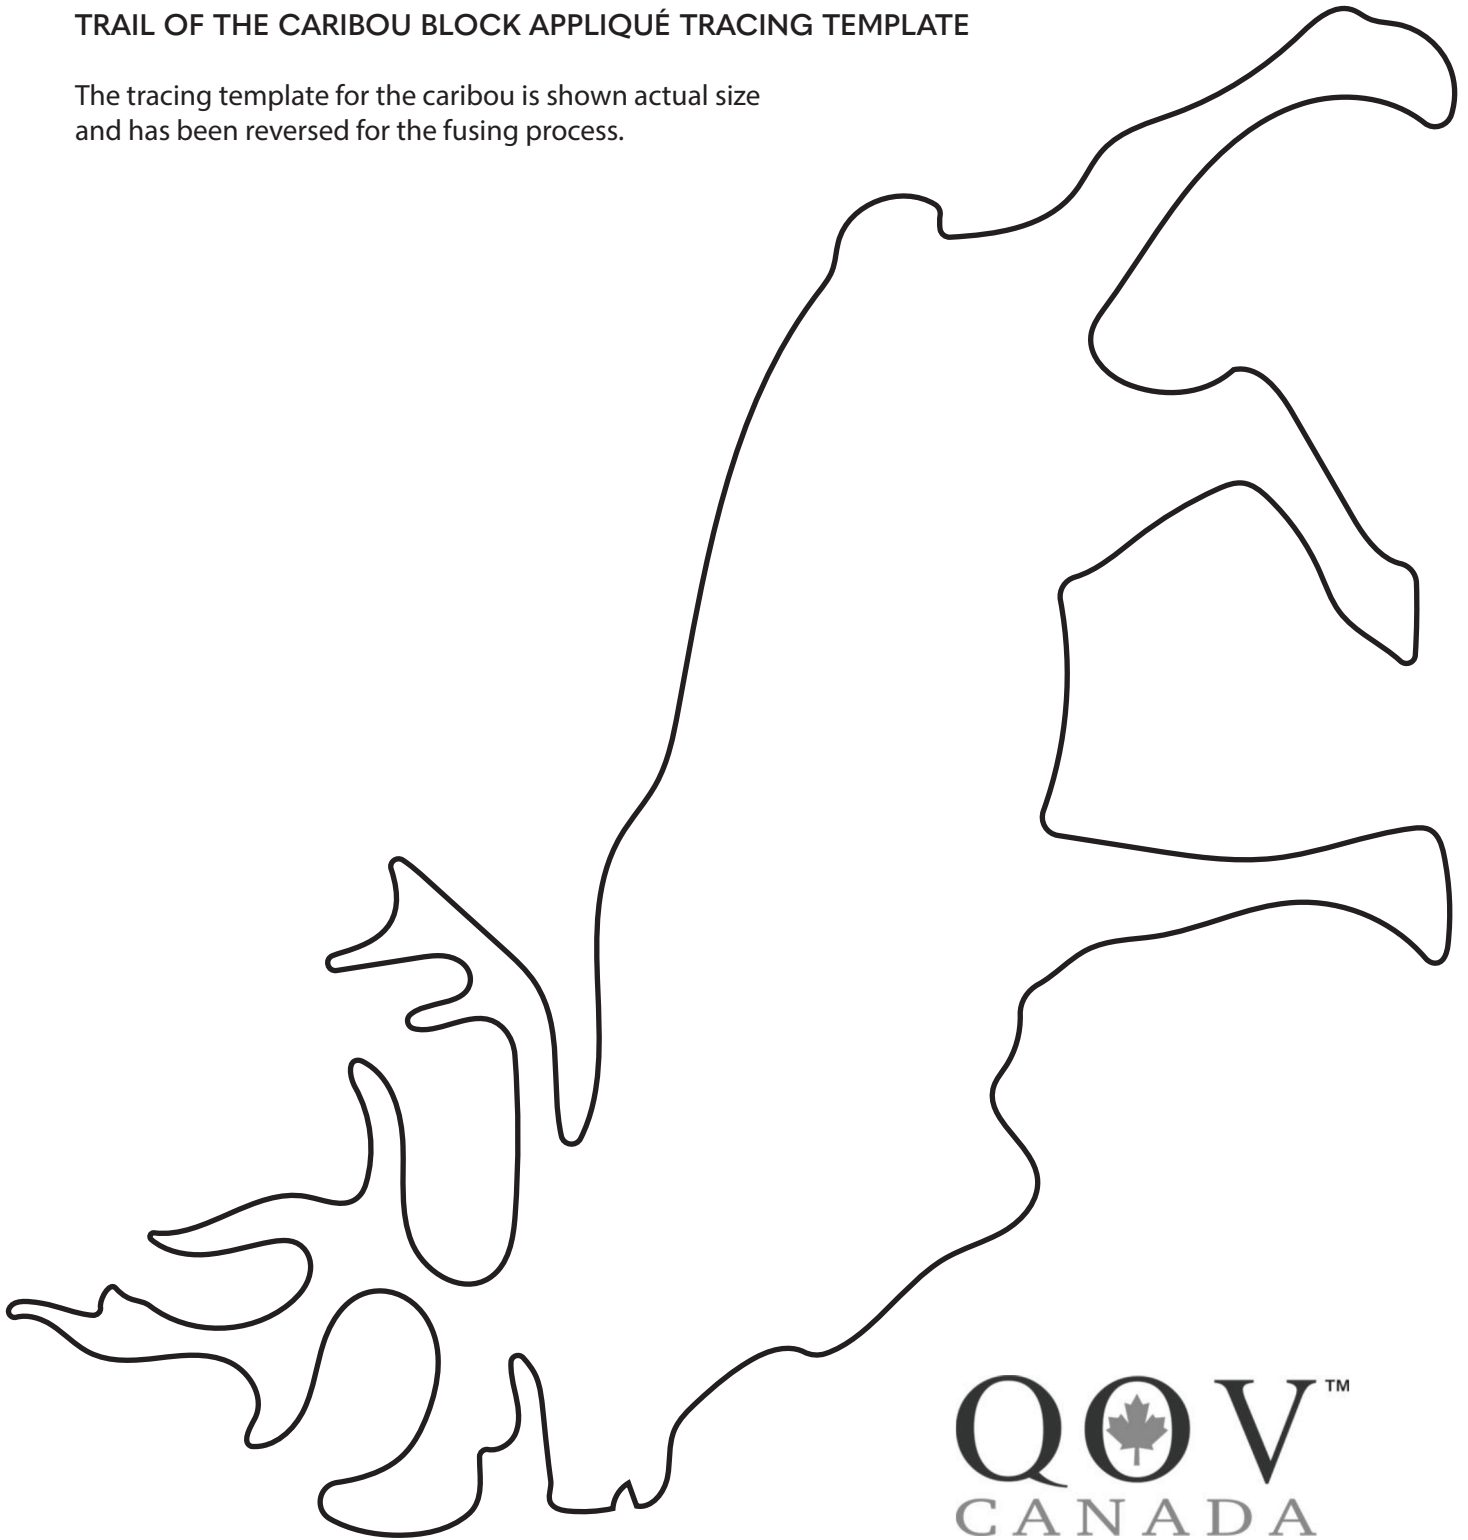 TRAIL OF THE CARIBOU BLOCK APPLIQUÉ TRACING TEMPLATE
The tracing template for the caribou is shown actual size
and has been reversed for the fusing process.
QOV™
CANADA